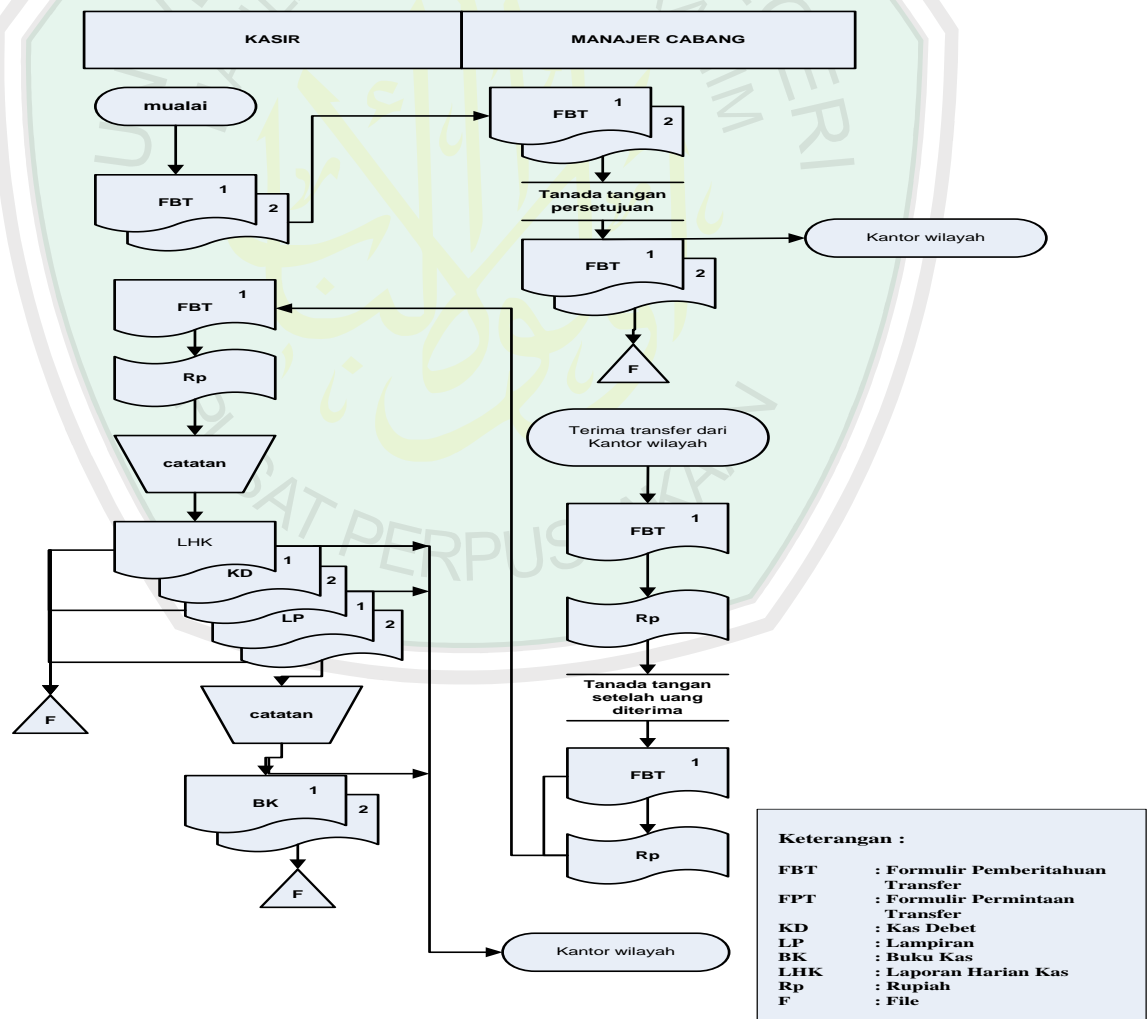 KASIR
MANAJER CABANG
mualai
FBT 1
2
FBT 1
2
Tanada tangan
persetujuan
FBT 1
2
Kantor wilayah
F
FBT 1
Rp
catatan
LHK
KD 1
2
LP 1
2
F
catatan
BK 1
2
F
Terima transfer dari
Kantor wilayah
FBT 1
Rp
Tanada tangan
setelah uang
diterima
FBT 1
Rp
Kantor wilayah
Keterangan :
FBT : Formulir Pemberitahuan
Transfer
FPT : Formulir Permintaan
Transfer
KD : Kas Debet
LP : Lampiran
BK : Buku Kas
LHK : Laporan Harian Kas
Rp : Rupiah
F : File